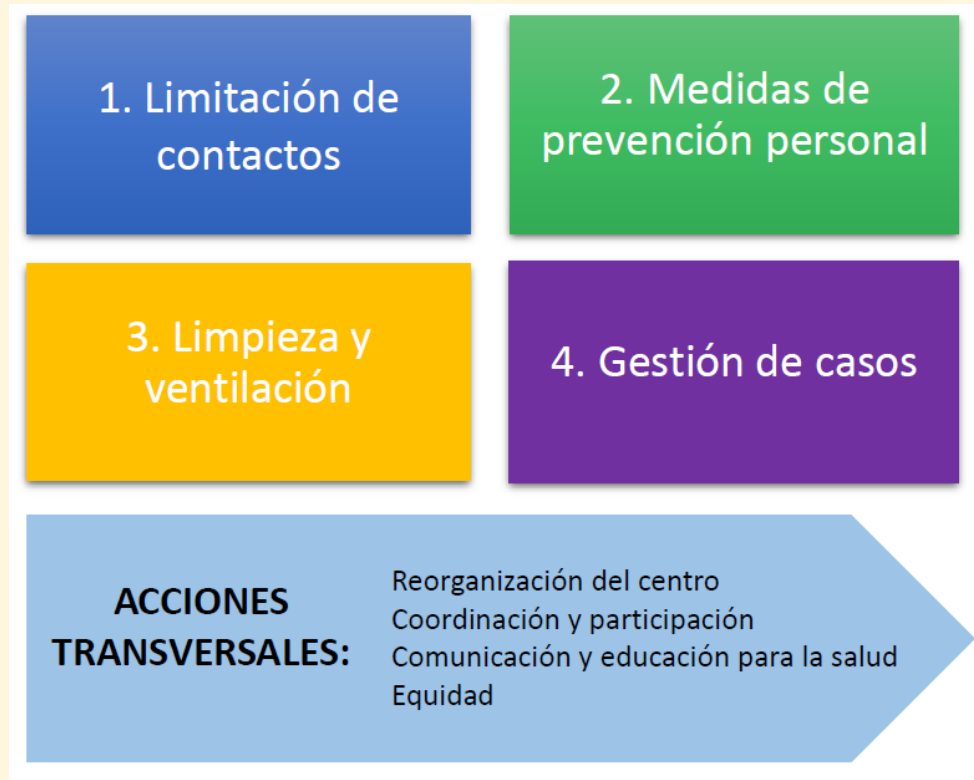 1. Limitación de
contactos
2. Medidas de
prevención personal
3. Limpieza y
ventilación
4. Gestión de casos
ACCIONES
TRANSVERSALES:
Reorganización del centro
Coordinación y participación
Comunicación y educación para la salud
Equidad